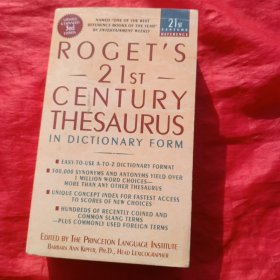 UPDATED
& EXPANDED
3rd
EDITION
NAMED "ONE OF THE BEST
REFERENCE BOOKS OF THE YEAR"
BY ENTERTAINMENT WEEKLY
21st
CENTURY
REFERENCE
ROGET'S
21ST
CENTURY
THESAURUS
IN DICTIONARY FORM
• EASY-TO-USE A-TO-Z DICTIONARY FORMAT
• 500,000 SYNONYMS AND ANTONYMS YIELD OVER
1 MILLION WORD CHOICES—
MORE THAN ANY OTHER THESAURUS
• UNIQUE CONCEPT INDEX FOR FASTEST ACCESS
TO SCORES OF NEW CHOICES
• HUNDREDS OF RECENTLY COINED AND
COMMON SLANG TERMS
—PLUS COMMONLY USED FOREIGN TERMS
EDITED BY THE PRINCETON LANGUAGE INSTITUTE
BARBARA ANN KIPFER, PH.D., HEAD LEXICOGRAPHER